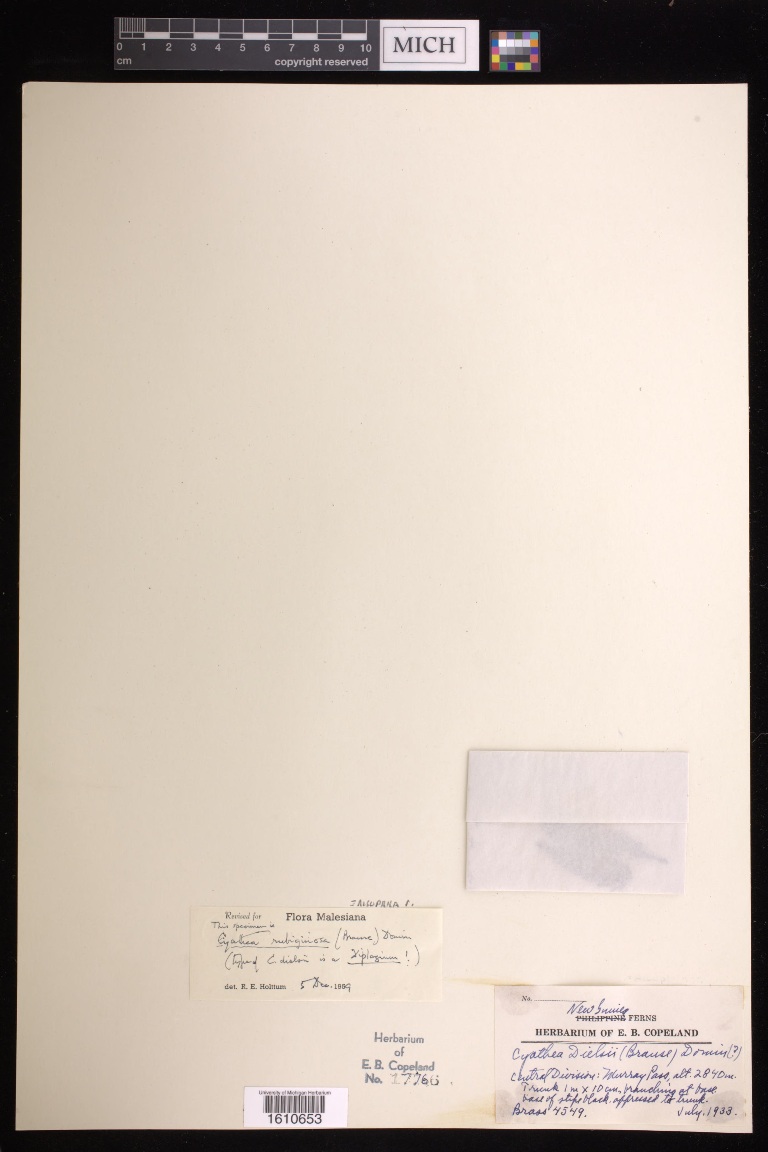 0 1 2 3 4 5 6 7 8 9 10
cm
copyright reserved
MICH
Revised for Flora Malesiana
This specimen is
Cyathea rubiginosa (Brause) Domin
(type of C. dielsii is a Diplazium!)
det. R. E. Holttum 5 Dec. 1959
Herbarium
of
E. B. Copeland
No. 17766
University of Michigan Herbarium
1610653
No.
New Guinea
PHILIPPINE FERNS
HERBARIUM OF E. B. COPELAND
Cyathea Dielsii (Brause) Domin (?)
Central Division: Murray Pass, alt. 2840 m.
Trunk 1 m x 10 cm, branching at base
base of stipe black appressed to trunk.
Brass 4549. July, 1933.